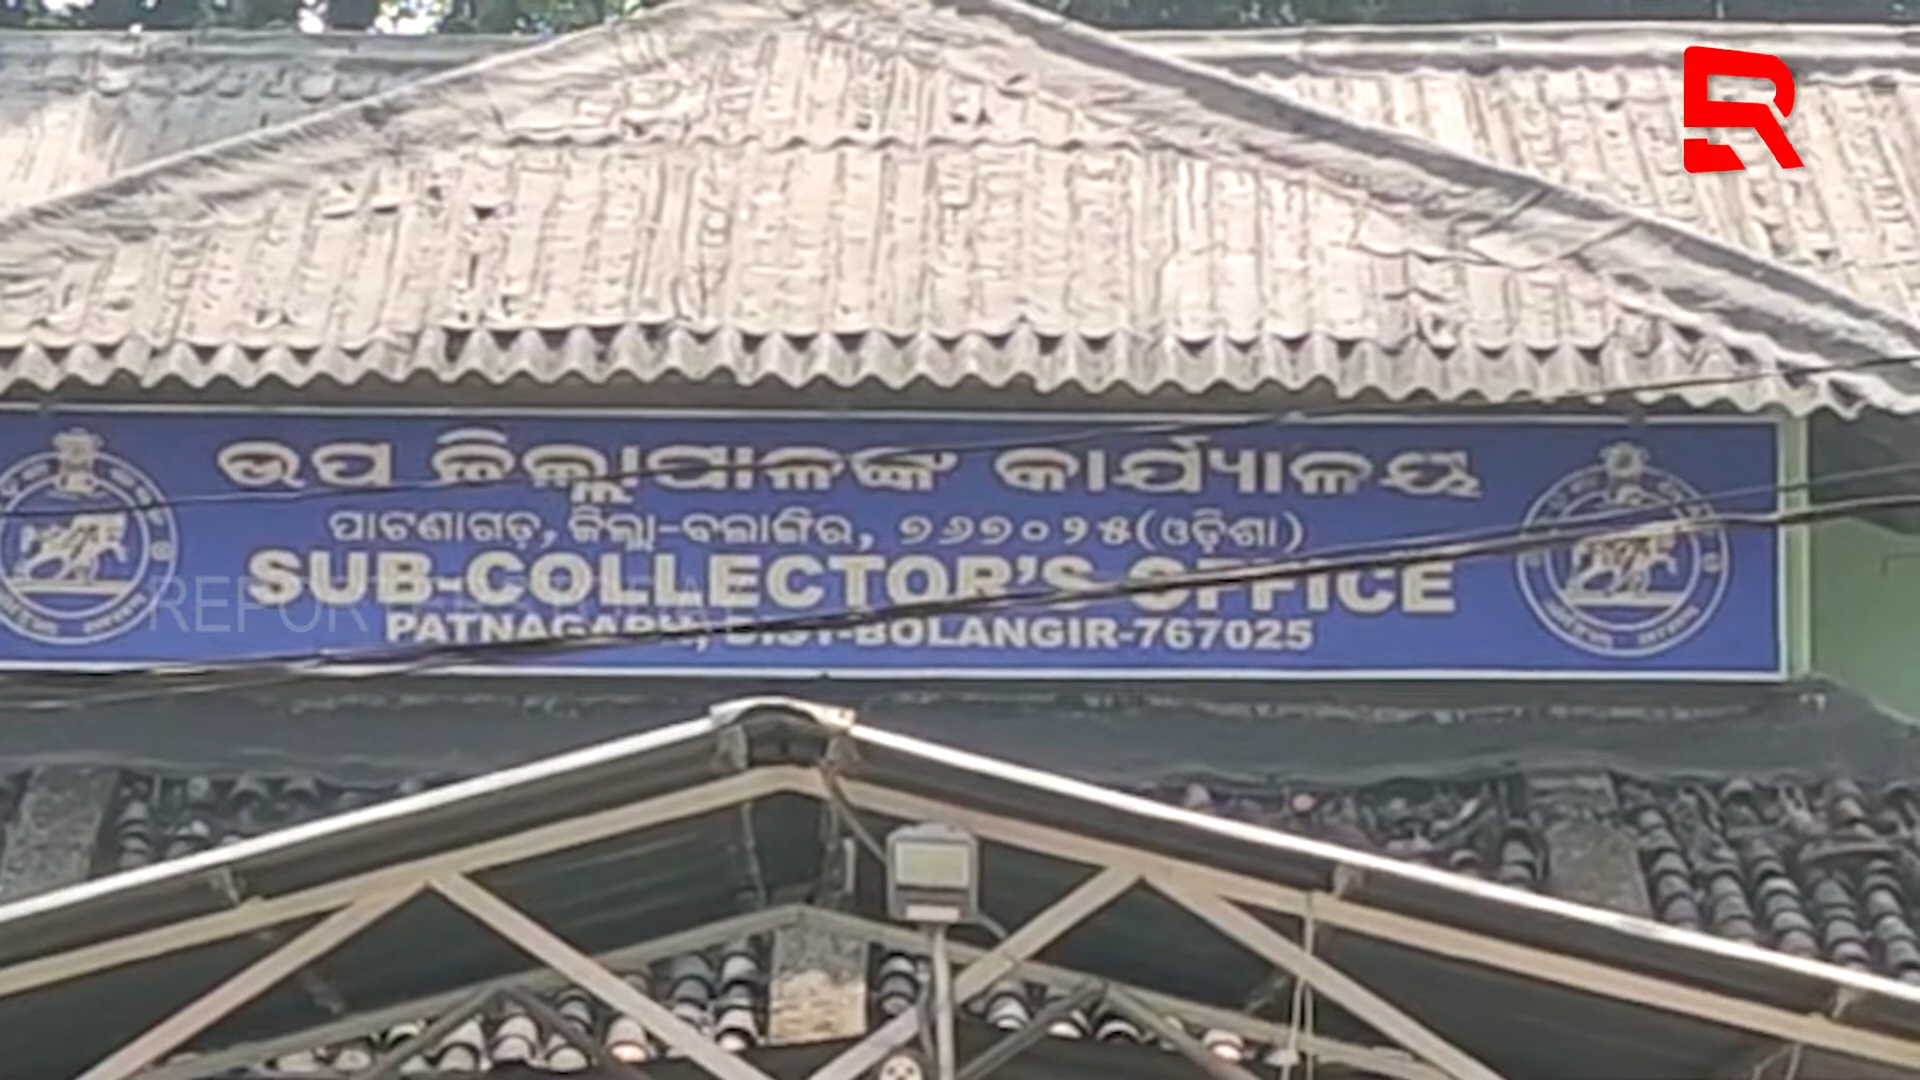 ଉପ ଜିଲ୍ଲାପାଳଙ୍କ କାର୍ଯ୍ୟାଳୟ
ପାଟଣାଗଡ଼, ଜିଲ୍ଲା-ବଲାଙ୍ଗିର, ୭୬୭୦୨୫(ଓଡ଼ିଶା)
SUB-COLLECTOR'S OFFICE
PATNAGARH, DIST-BOLANGIR-767025